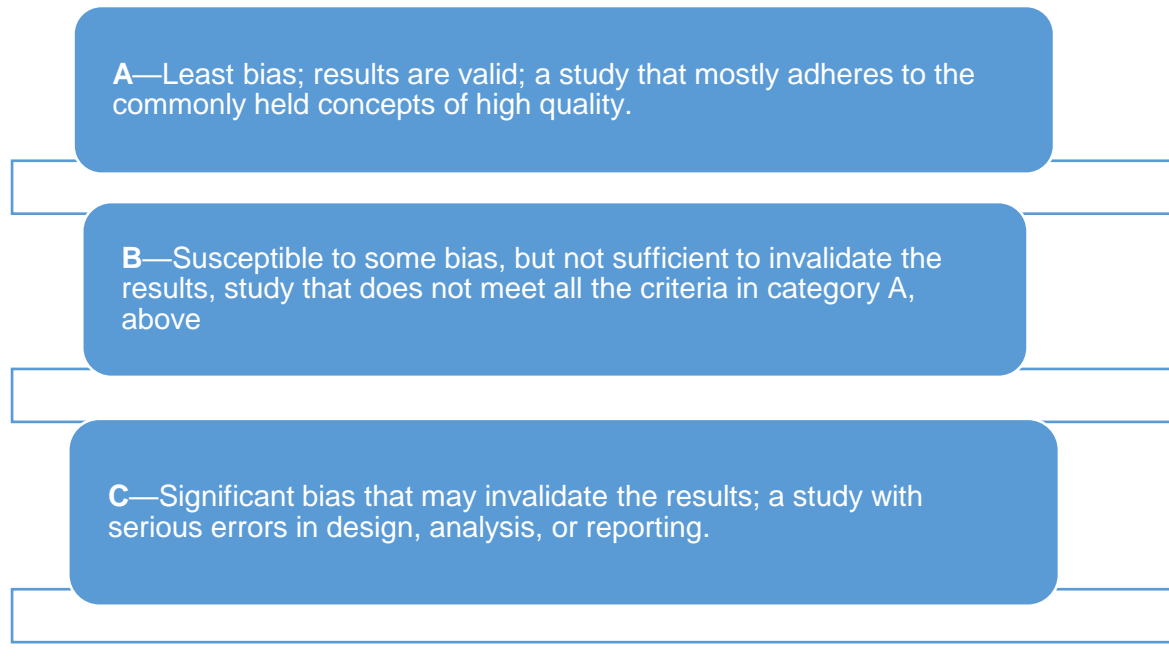 A—Least bias; results are valid; a study that mostly adheres to the
commonly held concepts of high quality.
B—Susceptible to some bias, but not sufficient to invalidate the
results, study that does not meet all the criteria in category A,
above
C—Significant bias that may invalidate the results; a study with
serious errors in design, analysis, or reporting.